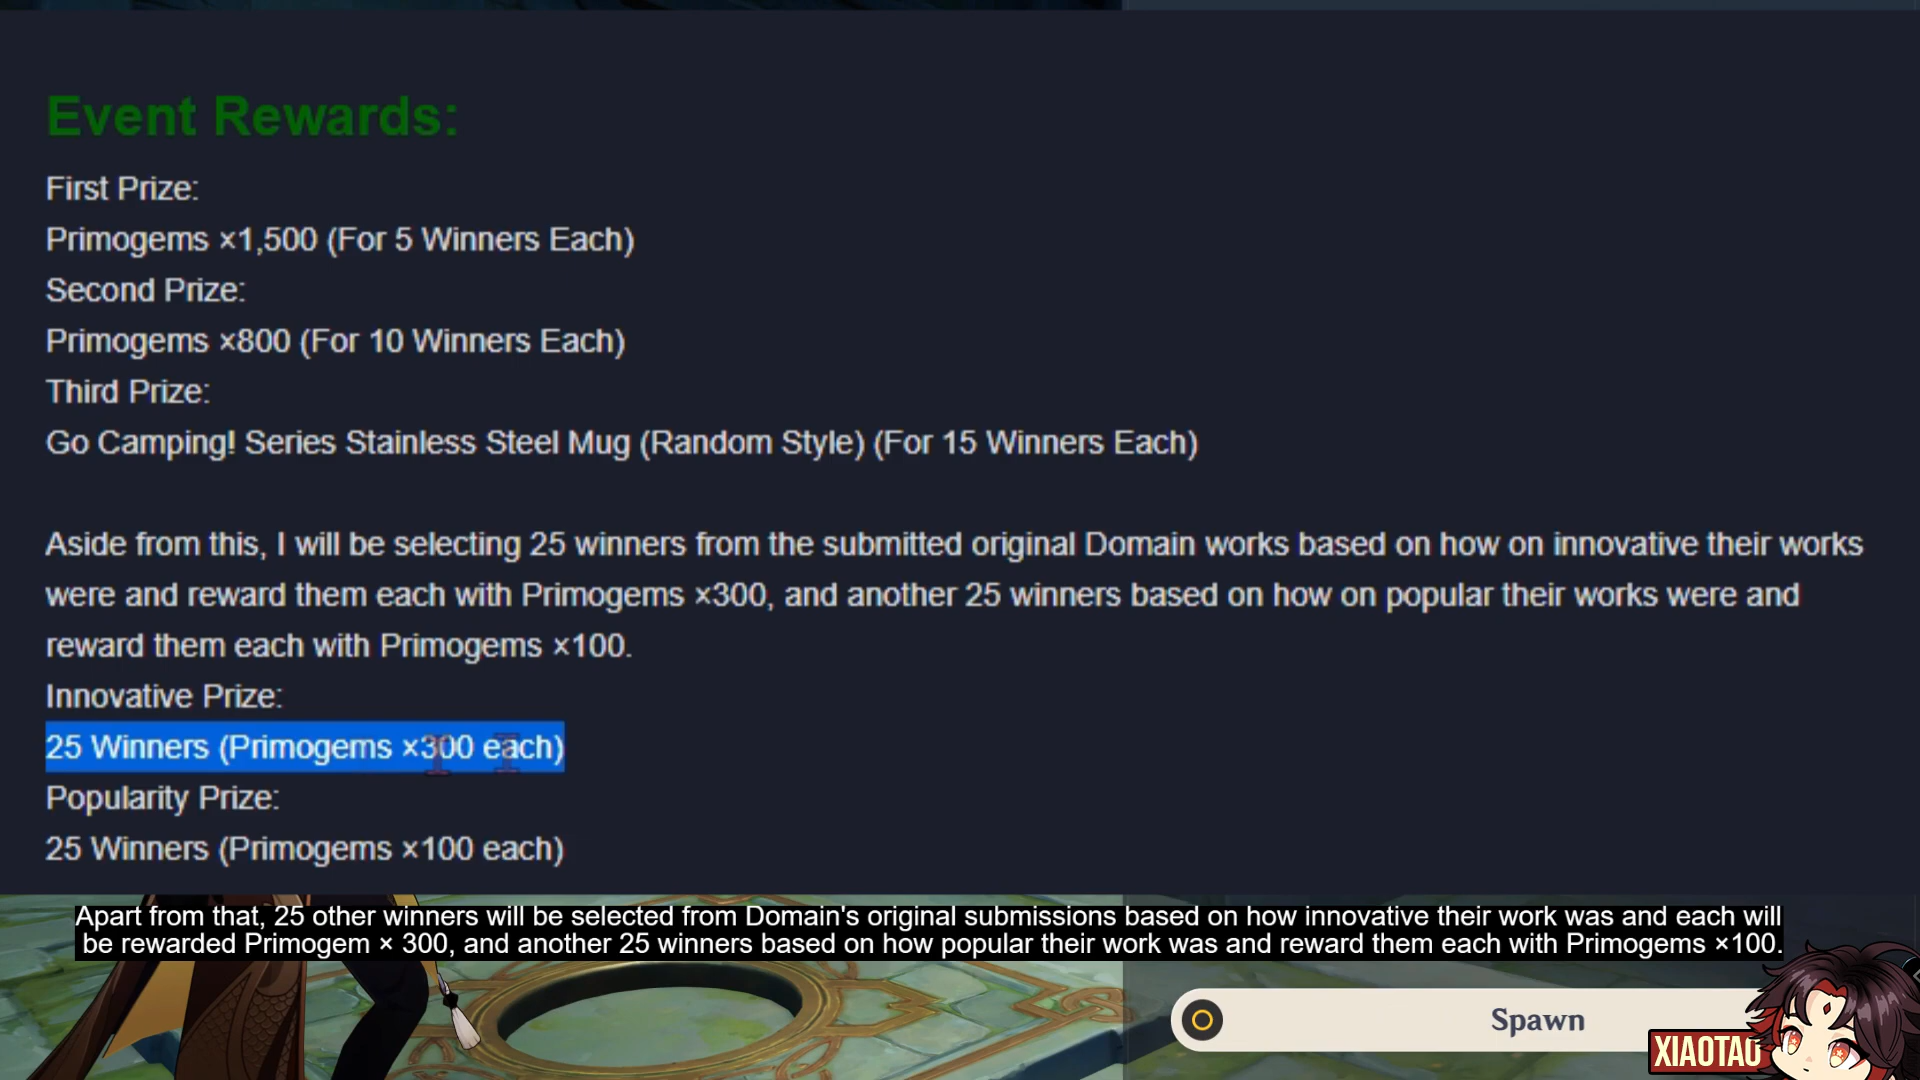 Event Rewards:
First Prize:
Primogems ×1,500 (For 5 Winners Each)
Second Prize:
Primogems ×800 (For 10 Winners Each)
Third Prize:
Go Camping! Series Stainless Steel Mug (Random Style) (For 15 Winners Each)
Aside from this, I will be selecting 25 winners from the submitted original Domain works based on how on innovative their works
were and reward them each with Primogems ×300, and another 25 winners based on how on popular their works were and
reward them each with Primogems ×100.
Innovative Prize:
25 Winners (Primogems ×300 each)
Popularity Prize:
25 Winners (Primogems ×100 each)
Apart from that, 25 other winners will be selected from Domain's original submissions based on how innovative their work was and each will
be rewarded Primogem × 300, and another 25 winners based on how popular their work was and reward them each with Primogems ×100.
Spawn
XIAOTAO